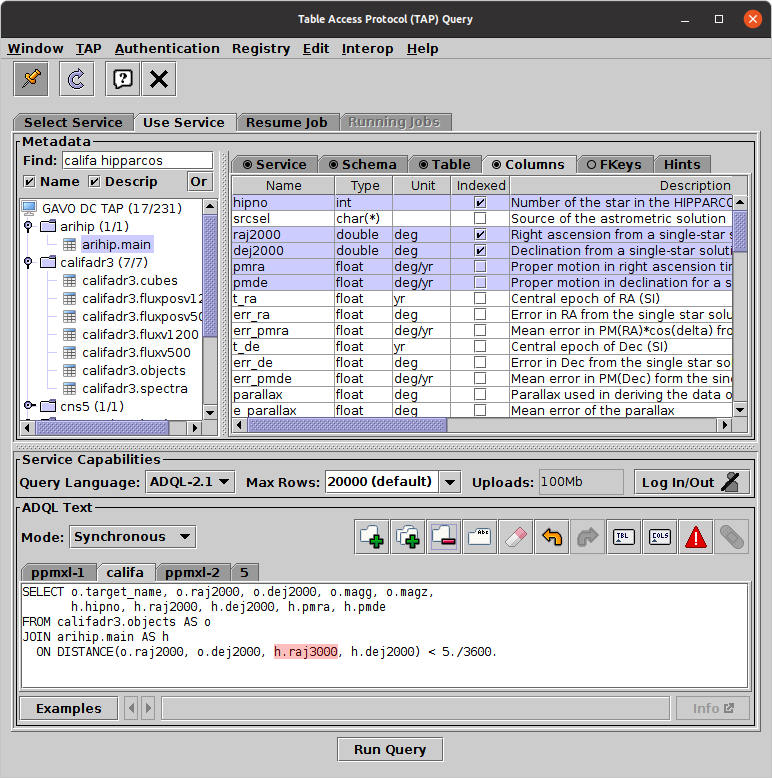 Table Access Protocol (TAP) Query
Window TAP Authentication Registry Edit Interop Help
Select Service Use Service Resume Job Running Jobs
Metadata
Find: califa hipparcos
Name Descrip Or
GAVO DC TAP (17/231)
arihip (1/1)
arihip.main
califadr3 (7/7)
califadr3.cubes
califadr3.fluxposv12
califadr3.fluxposv50
califadr3.fluxv1200
califadr3.fluxv500
califadr3.objects
califadr3.spectra
cns5 (1/1)
Service Schema Table Columns FKeys Hints
Name Type Unit Indexed Description
hipno int Number of the star in the HIPPARCO
srcsel char(*) Source of the astrometric solution
raj2000 double deg Right ascension from a single-star s
dej2000 double deg Declination from a single-star soluti
pmra float deg/yr Proper motion in right ascension tim
pmde float deg/yr Proper motion in declination for a s
t_ra float yr Central epoch of RA (SI)
err_ra float deg Error in RA from the single star solu
err_pmra float deg/yr Mean error in PM(RA)*cos(delta) fro
t_de float yr Central epoch of Dec (SI)
err_de float deg Error in Dec from the single star so
err_pmde float deg/yr Mean error in PM(Dec) form the sin
parallax float deg Parallax used in deriving the data o
e_parallax float deg Mean error of the parallax
Service Capabilities
Query Language: ADQL-2.1 Max Rows: 20000 (default) Uploads: 100Mb Log In/Out
ADQL Text
Mode: Synchronous Abc TBL COLS
ppmxl-1 califa ppmxl-2 5
SELECT o.target_name, o.raj2000, o.dej2000, o.magg, o.magz,
h.hipno, h.raj2000, h.dej2000, h.pmra, h.pmde
FROM califadr3.objects AS o
JOIN arihip.main AS h
ON DISTANCE(o.raj2000, o.dej2000, h.raj3000, h.dej2000) < 5./3600.
Examples Info
Run Query